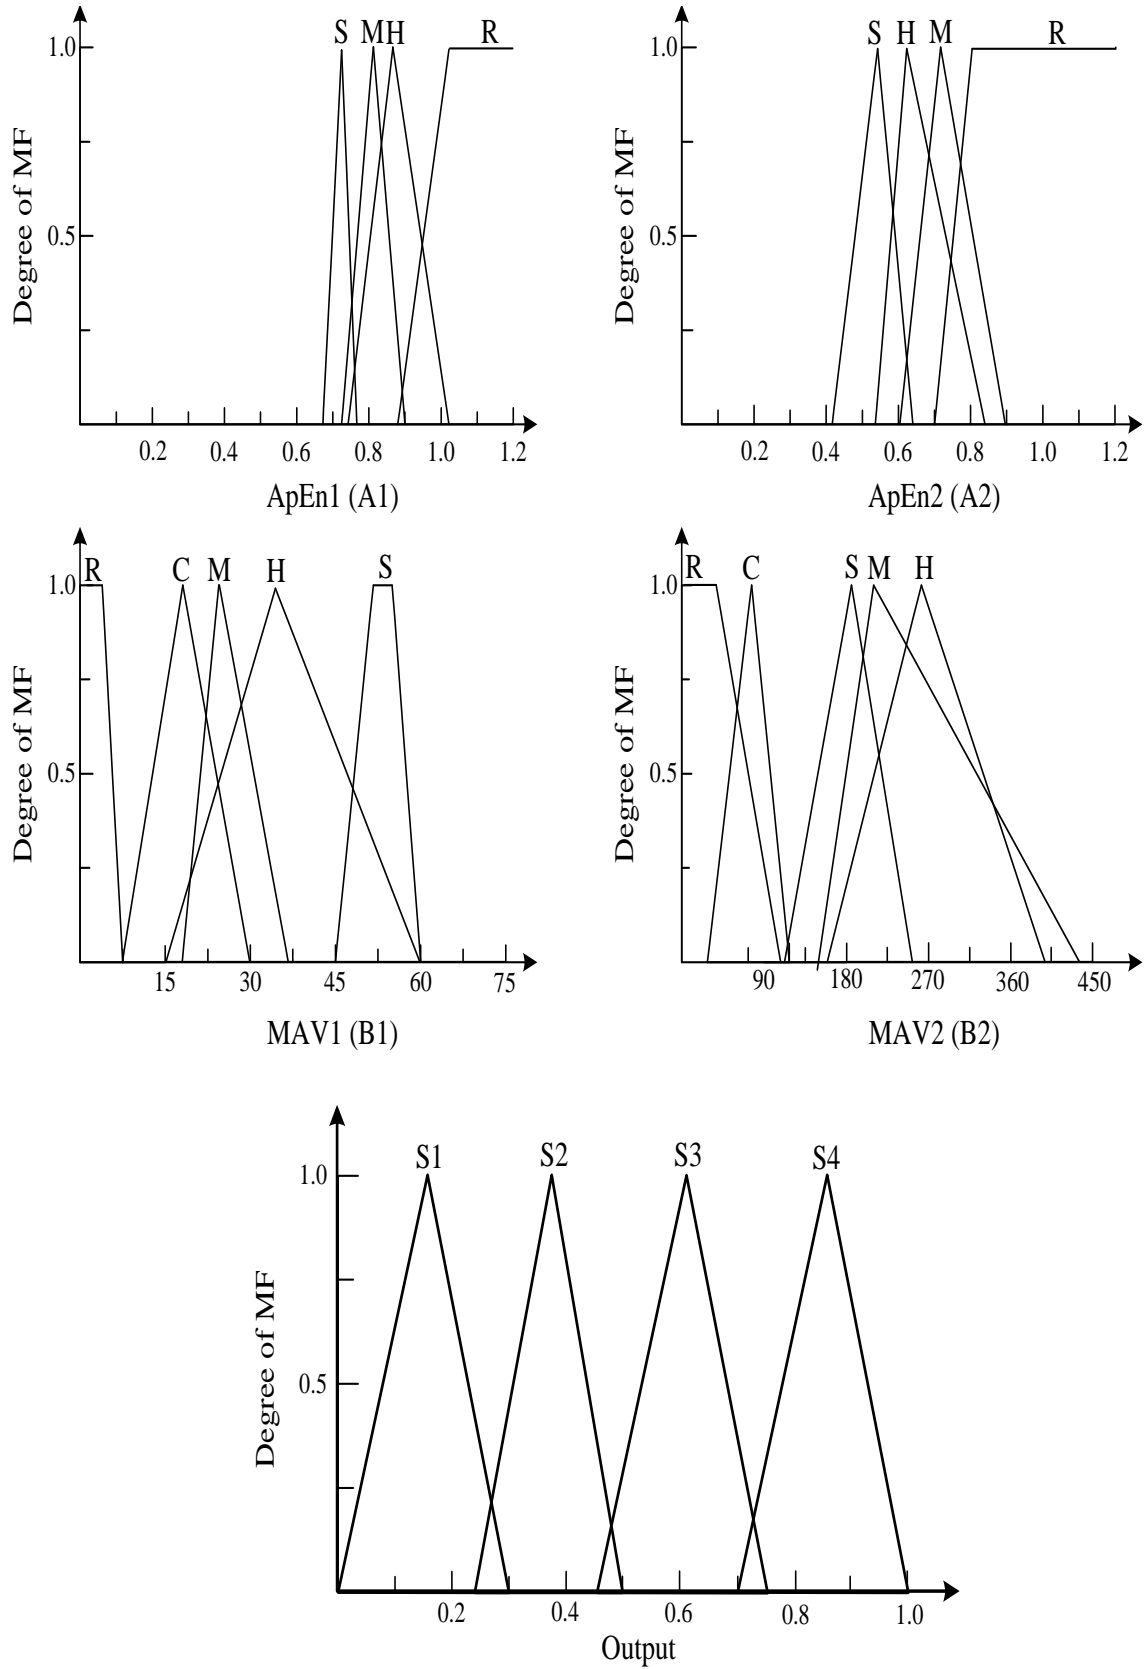 S M H R
1.0
0.5
Degree of MF
0.2 0.4 0.6 0.8 1.0 1.2
ApEn1 (A1)
S H M R
1.0
0.5
Degree of MF
0.2 0.4 0.6 0.8 1.0 1.2
ApEn2 (A2)
R C M H S
1.0
0.5
Degree of MF
15 30 45 60 75
MAV1 (B1)
R C S M H
1.0
0.5
Degree of MF
90 180 270 360 450
MAV2 (B2)
S1 S2 S3 S4
1.0
0.5
Degree of MF
0.2 0.4 0.6 0.8 1.0
Output